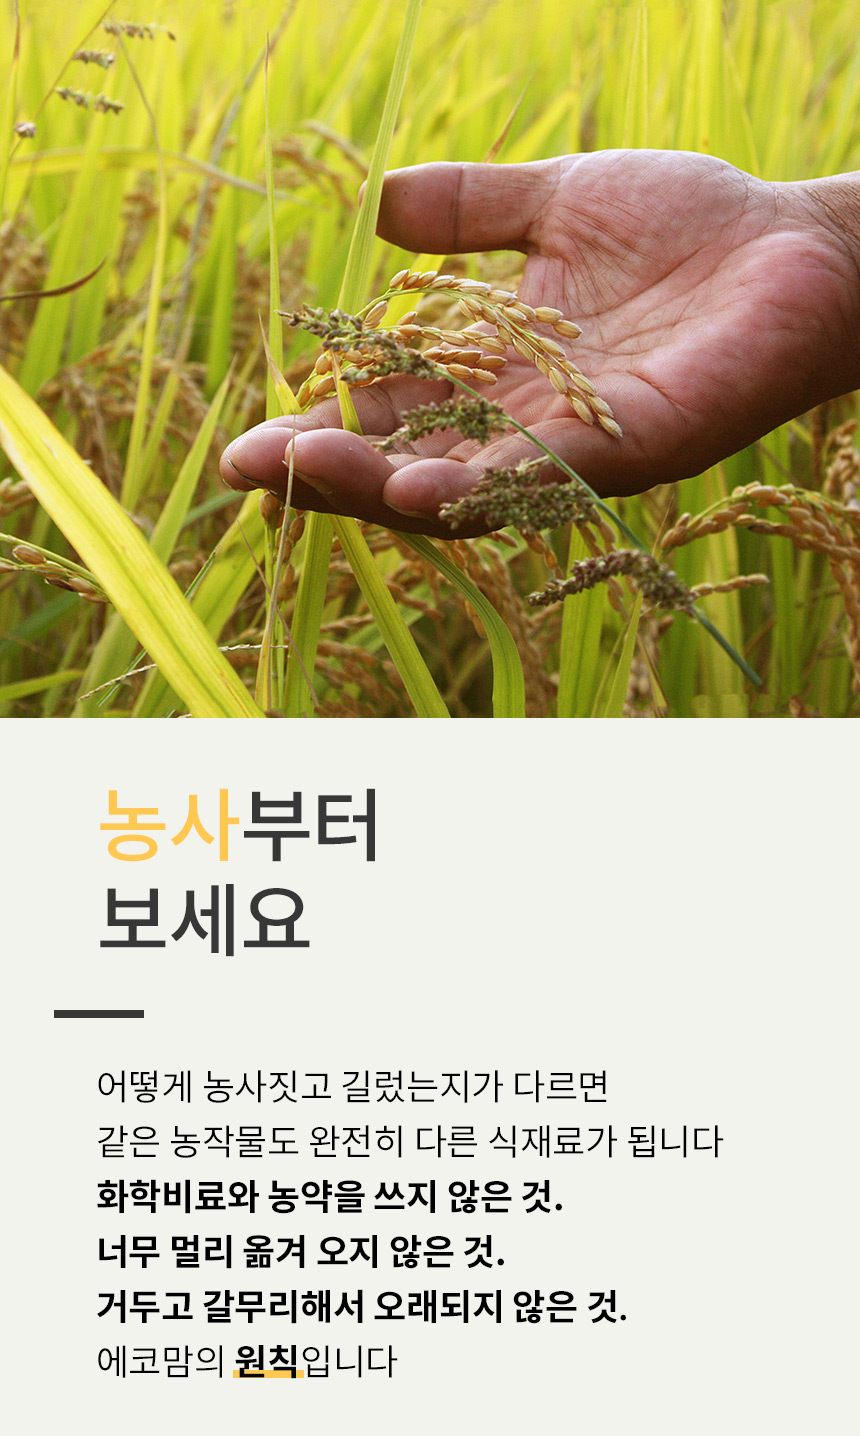 농사부터
보세요
어떻게 농사짓고 길렀는지가 다르면
같은 농작물도 완전히 다른 식재료가 됩니다
화학비료와 농약을 쓰지 않은 것.
너무 멀리 옮겨 오지 않은 것.
거두고 갈무리해서 오래되지 않은 것.
에코맘의 원칙입니다